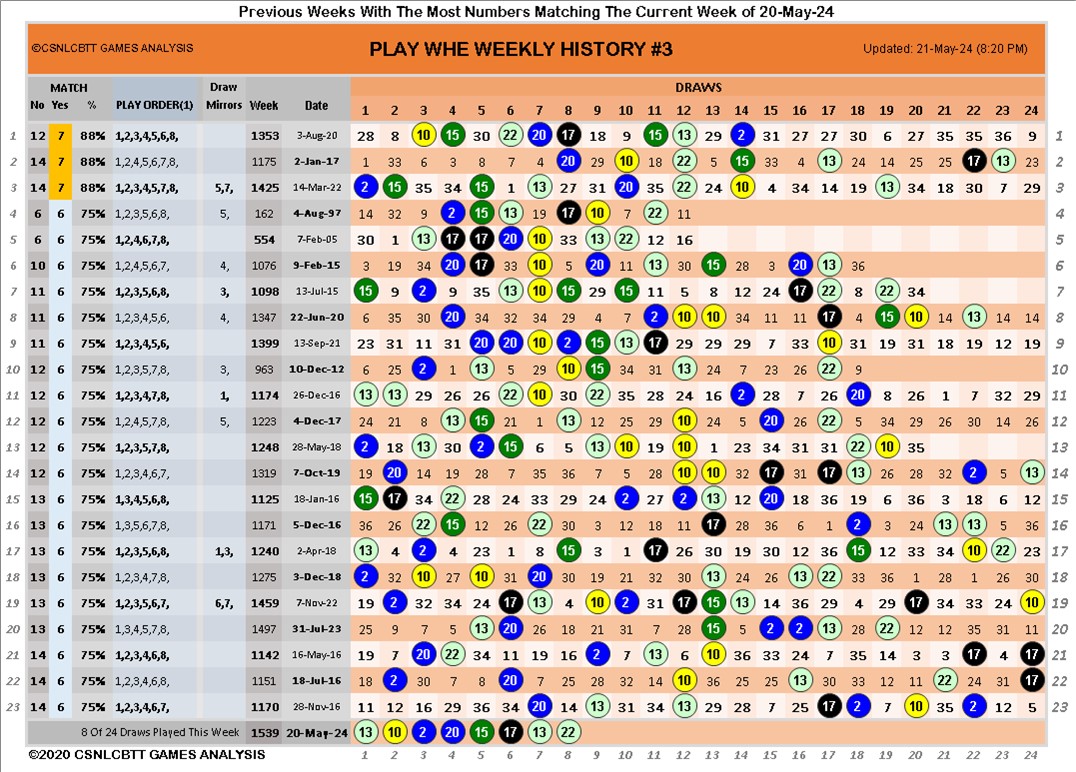 Previous Weeks With The Most Numbers Matching The Current Week of 20-May-24
©CSNLCBTT GAMES ANALYSIS PLAY WHE WEEKLY HISTORY #3 Updated: 21-May-24 (8:20 PM)
MATCH Draw DRAWS
No Yes % PLAY ORDER(1) Mirrors Week Date 1 2 3 4 5 6 7 8 9 10 11 12 13 14 15 16 17 18 19 20 21 22 23 24
1 12 7 88% 1,2,3,4,5,6,8, 1353 3-Aug-20 28 8 10 15 30 22 20 17 18 9 15 13 29 2 31 27 27 30 6 27 35 35 36 9 1
2 14 7 88% 1,2,4,5,6,7,8, 1175 2-Jan-17 1 33 6 3 8 7 4 20 29 10 18 22 5 15 33 4 13 24 14 25 25 17 13 23 2
3 14 7 88% 1,2,3,4,5,7,8, 5,7, 1425 14-Mar-22 2 15 35 34 15 1 13 27 31 20 35 22 24 10 4 34 14 19 13 34 18 30 7 29 3
4 6 6 75% 1,2,3,5,6,8, 5, 162 4-Aug-97 14 32 9 2 15 13 19 17 10 7 22 11 4
5 6 6 75% 1,2,4,6,7,8, 554 7-Feb-05 30 1 13 17 17 20 10 33 13 22 12 16 5
6 10 6 75% 1,2,4,5,6,7, 4, 1076 9-Feb-15 3 19 34 20 17 33 10 5 20 11 13 30 15 28 3 20 13 36 6
7 11 6 75% 1,2,3,5,6,8, 3, 1098 13-Jul-15 15 9 2 9 35 13 10 15 29 15 11 5 8 12 24 17 22 8 22 34 7
8 11 6 75% 1,2,3,4,5,6, 4, 1347 22-Jun-20 6 35 30 20 34 32 34 29 4 7 2 10 10 34 11 11 17 4 15 10 14 13 14 14 8
9 11 6 75% 1,2,3,4,5,6, 1399 13-Sep-21 23 31 11 31 20 20 10 2 15 13 17 29 29 29 7 33 10 31 19 31 18 19 12 19 9
10 12 6 75% 1,2,3,5,7,8, 3, 963 10-Dec-12 6 25 2 1 13 5 28 10 15 34 31 13 24 7 23 26 22 9 10
11 12 6 75% 1,2,3,4,7,8, 1, 1174 26-Dec-16 13 13 29 26 26 22 10 30 22 35 28 24 16 2 28 7 26 20 8 26 1 7 32 29 11
12 12 6 75% 1,2,4,5,7,8, 5, 1223 4-Dec-17 24 21 8 13 15 21 1 13 12 25 28 10 24 5 20 26 22 5 34 29 26 30 14 26 12
13 12 6 75% 1,2,3,5,7,8, 1248 28-May-18 2 18 13 30 2 15 6 5 13 10 19 10 1 23 34 31 31 22 10 35 13
14 12 6 75% 1,2,3,4,6,7, 1319 7-Oct-19 19 20 14 19 28 7 35 36 7 5 28 10 10 32 17 31 17 13 26 28 32 2 5 13 14
15 13 6 75% 1,3,4,5,6,8, 1125 18-Jan-16 15 17 34 22 28 24 33 29 24 2 27 2 13 12 20 18 36 19 6 36 3 18 6 12 15
16 13 6 75% 1,3,5,6,7,8, 1171 5-Dec-16 36 26 22 15 12 26 22 30 3 12 18 11 17 28 36 6 1 2 3 24 13 13 5 36 16
17 13 6 75% 1,2,3,5,6,8, 1,3, 1240 2-Apr-18 13 4 2 4 23 1 8 15 3 1 17 26 30 19 30 12 36 15 12 33 34 10 22 23 17
18 13 6 75% 1,2,3,4,7,8, 1275 3-Dec-18 2 32 10 27 10 31 20 30 19 21 32 30 13 24 26 13 22 33 36 1 28 1 26 30 18
19 13 6 75% 1,2,3,5,6,7, 6,7, 1459 7-Nov-22 19 2 32 34 24 17 13 4 10 2 31 17 15 13 14 36 29 4 29 17 34 33 24 10 19
20 13 6 75% 1,3,4,5,7,8, 1497 31-Jul-23 25 9 7 5 13 20 26 18 21 31 7 28 15 5 2 2 13 19 22 12 12 35 31 11 20
21 14 6 75% 1,2,3,4,6,8, 1142 16-May-16 19 7 20 22 34 11 19 16 2 7 13 6 10 36 33 24 7 35 14 3 3 17 4 17 21
22 14 6 75% 1,2,3,4,6,8, 1151 18-Jul-16 18 2 30 7 8 20 7 25 28 32 14 10 36 25 16 13 30 33 12 11 22 24 31 17 22
23 14 6 75% 1,2,3,4,6,7, 1170 28-Nov-16 11 12 16 29 36 34 20 14 13 31 34 13 29 28 7 25 17 2 7 10 35 2 12 5 23
8 Of 24 Draws Played This Week 1539 20-May-24 13 10 2 20 15 17 13 22
©2020 CSNLCBTT GAMES ANALYSIS 1 2 3 4 5 6 7 8 9 10 11 12 13 14 15 16 17 18 19 20 21 22 23 24